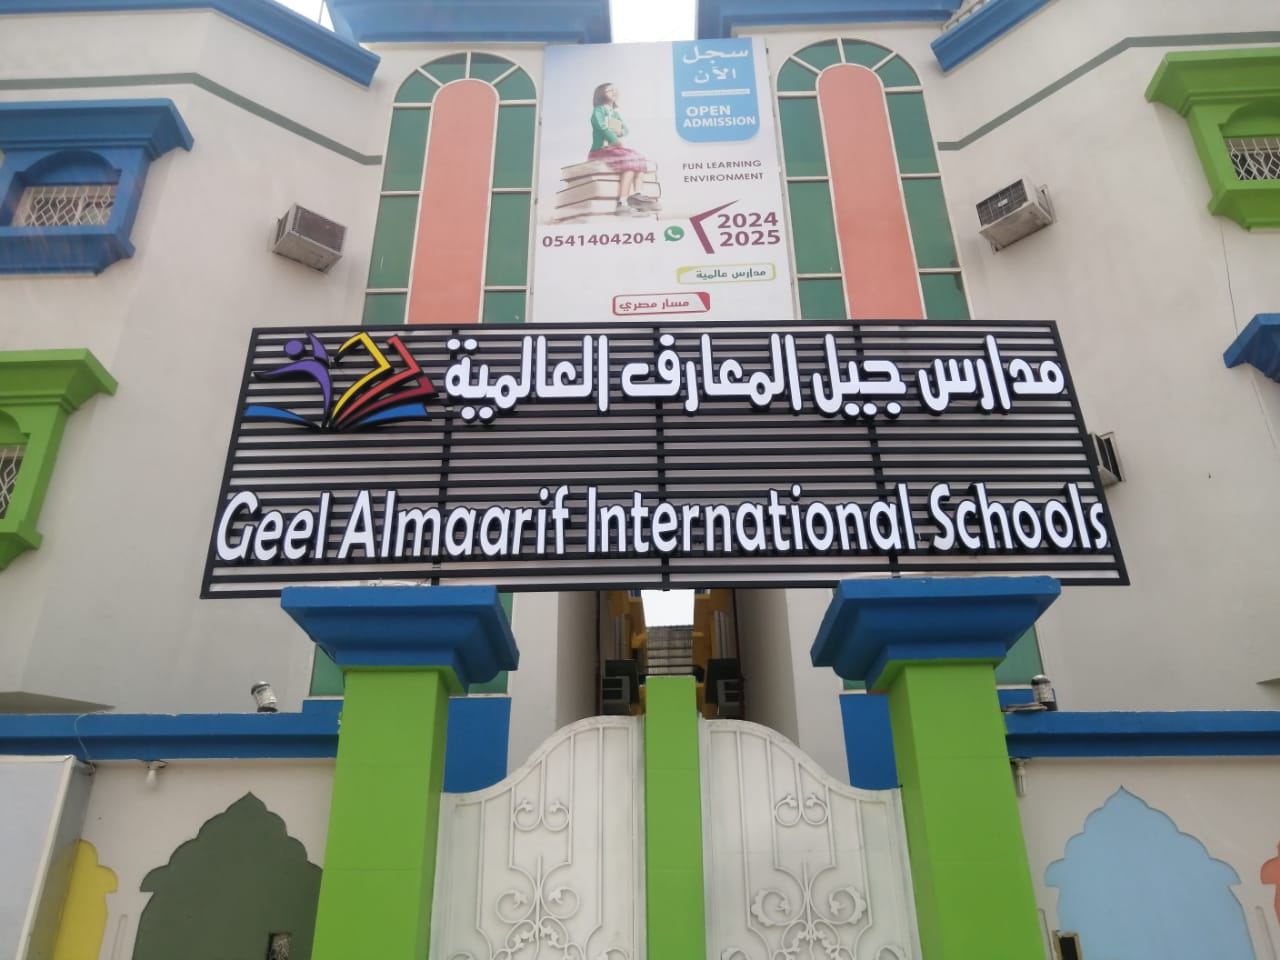 سجل
الآن
OPEN
ADMISSION
FUN LEARNING
ENVIRONMENT
2024
2025
0541404204
مدارس عالمية
مسار مصري
مدارس جيل المعارف العالمية
Geel Almaarif International Schools